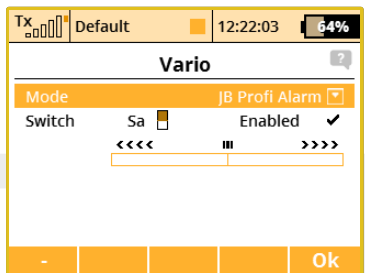 Tx Default 12:22:03 64%
Vario ?
Mode JB Profi Alarm
Switch Sa Enabled ✔
<<<< >>>>
- Ok